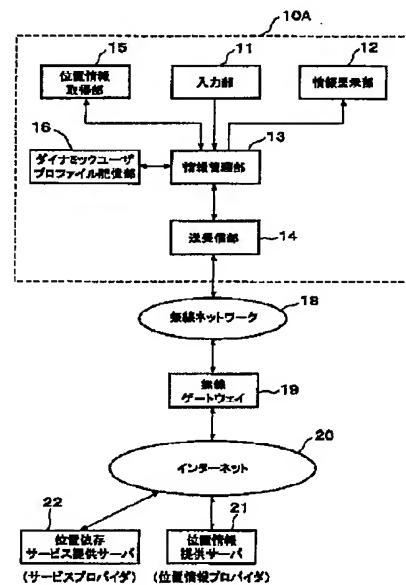 10A
15
11
12
位置情報
取得部
入力部
情報表示部
16
13
ダイナミックユーザ
プロファイル記憶部
情報管理部
送受信部
14
18
無線ネットワーク
無線
ゲートウェイ
19
20
インターネット
22
21
位置依存
サービス提供サーバ
位置情報
提供サーバ
(サービスプロバイダ)
(位置情報プロバイダ)